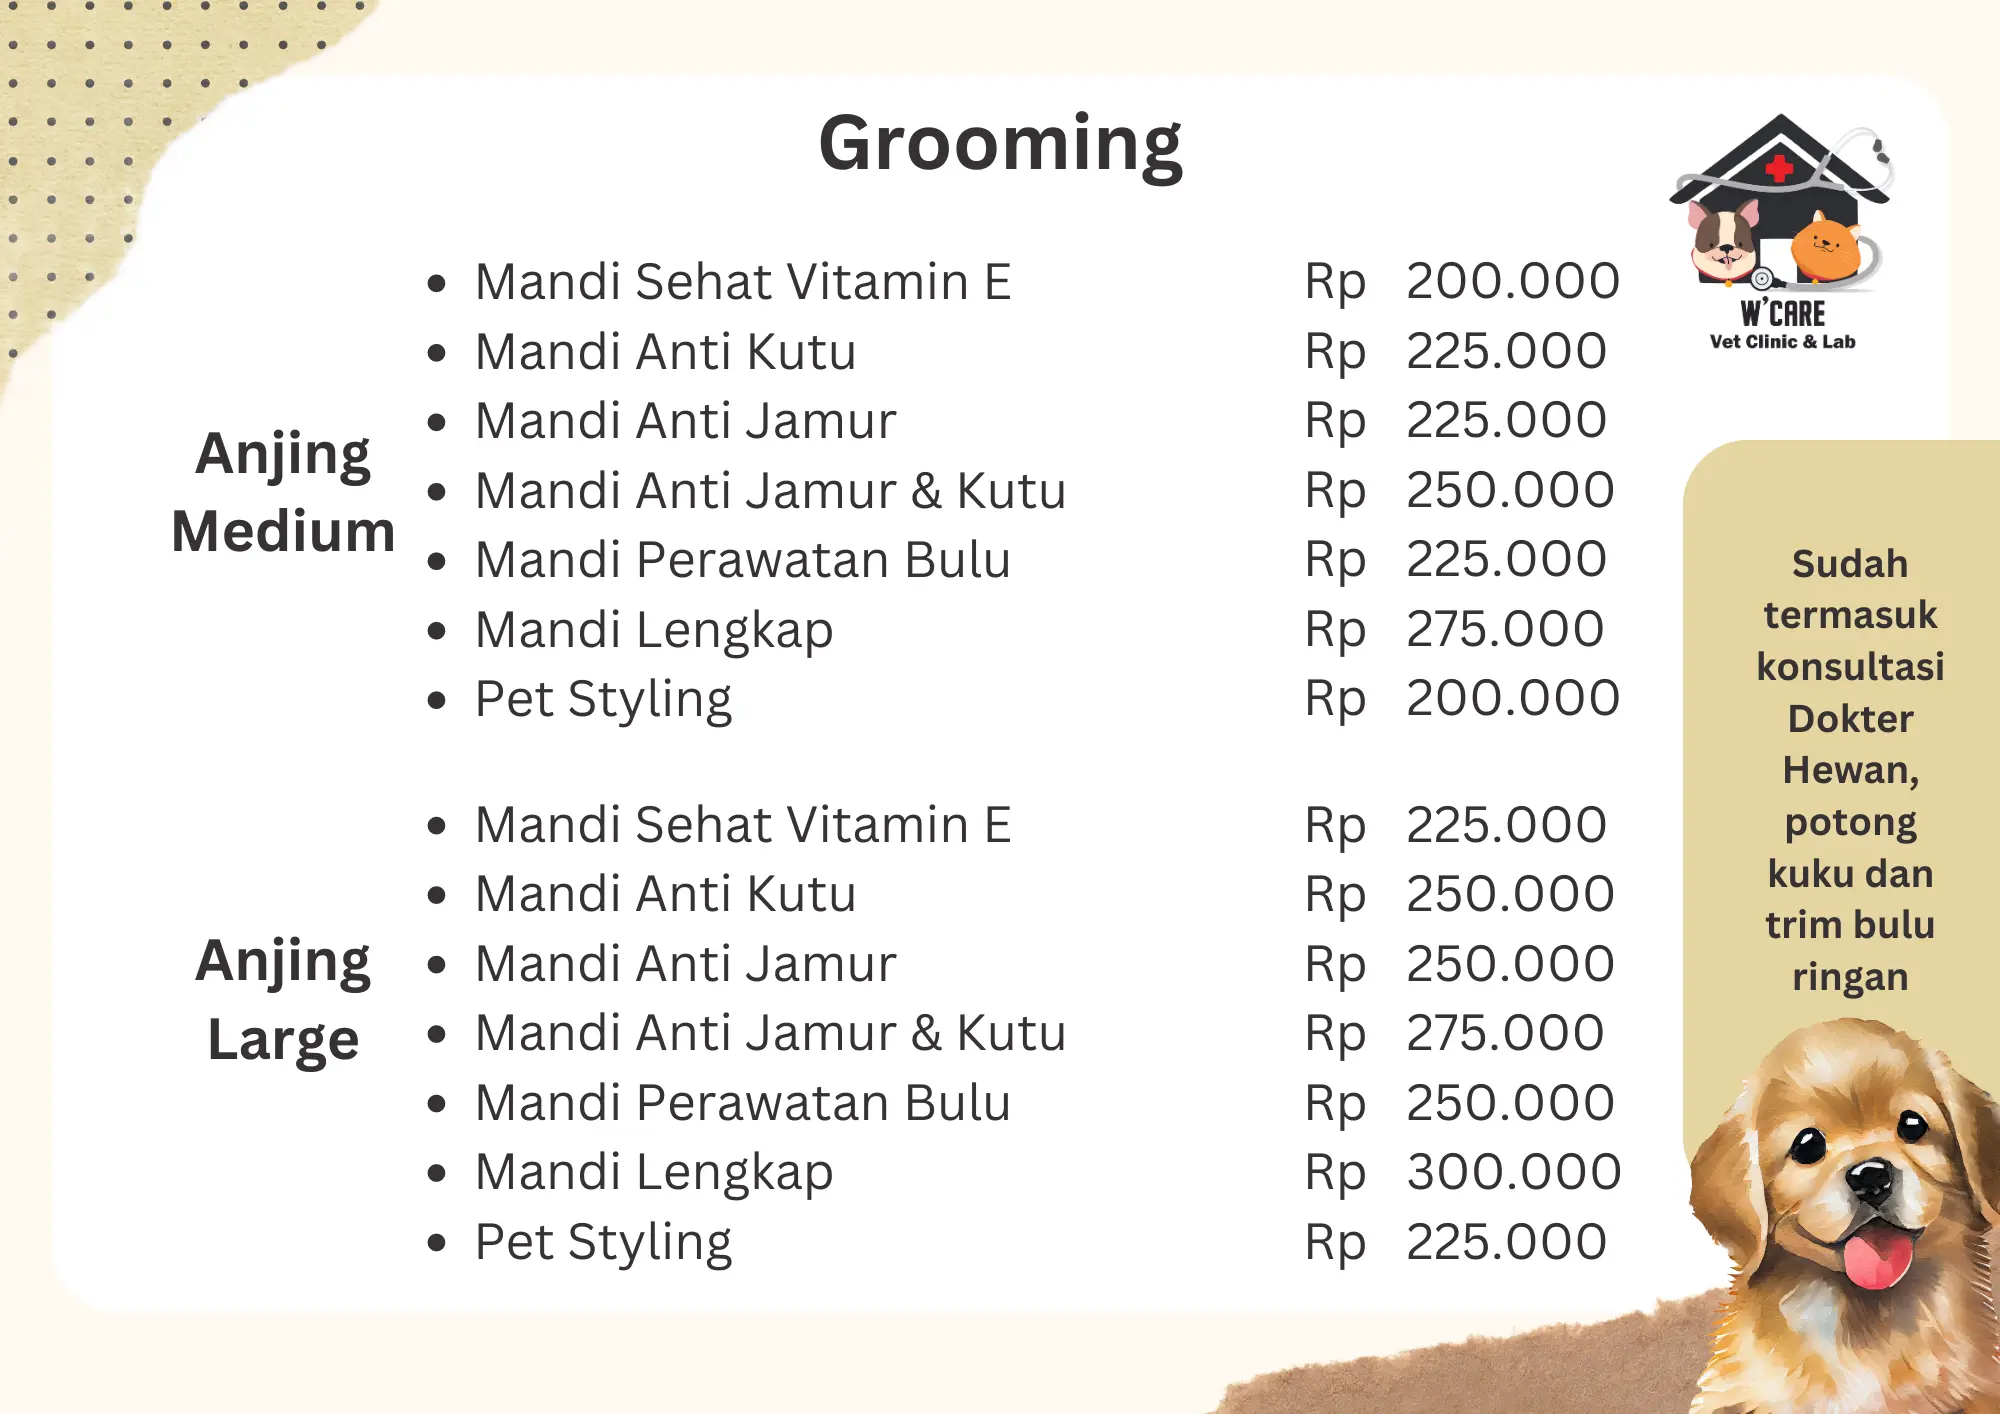 Grooming
W'CARE
Vet Clinic & Lab
Anjing
Medium
• Mandi Sehat Vitamin E Rp 200.000
• Mandi Anti Kutu Rp 225.000
• Mandi Anti Jamur Rp 225.000
• Mandi Anti Jamur & Kutu Rp 250.000
• Mandi Perawatan Bulu Rp 225.000
• Mandi Lengkap Rp 275.000
• Pet Styling Rp 200.000
Anjing
Large
• Mandi Sehat Vitamin E Rp 225.000
• Mandi Anti Kutu Rp 250.000
• Mandi Anti Jamur Rp 250.000
• Mandi Anti Jamur & Kutu Rp 275.000
• Mandi Perawatan Bulu Rp 250.000
• Mandi Lengkap Rp 300.000
• Pet Styling Rp 225.000
Sudah
termasuk
konsultasi
Dokter
Hewan,
potong
kuku dan
trim bulu
ringan